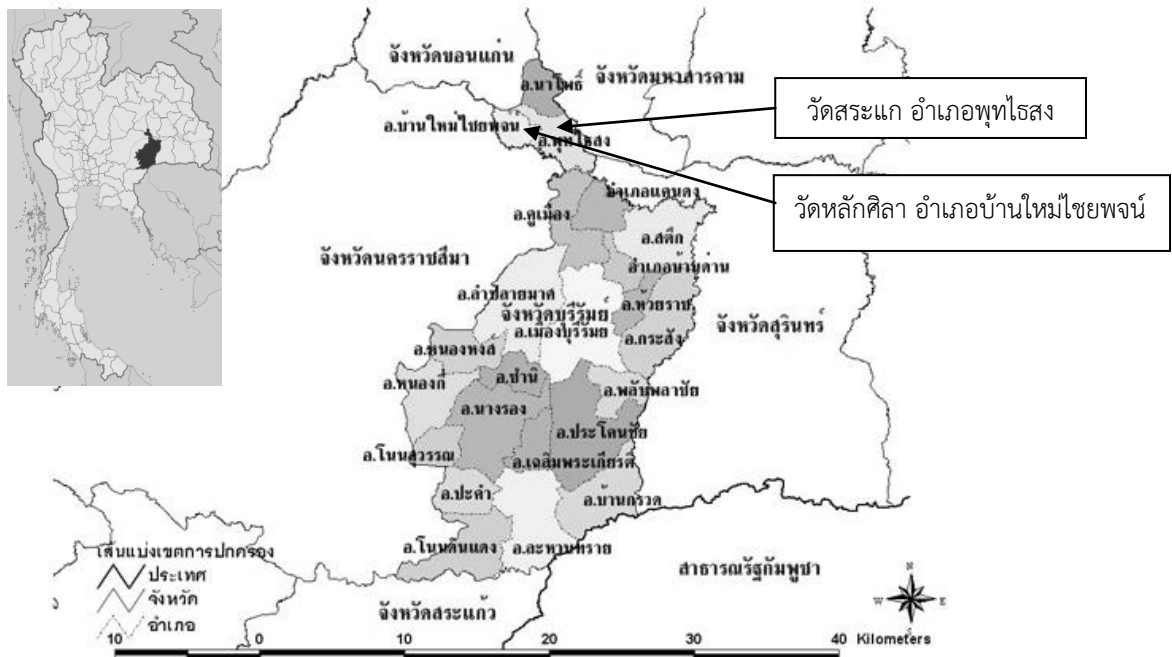 จังหวัดขอนแก่น
จังหวัดมหาสารคาม
อ.นาโพธิ์
วัดสระแก อำเภอพุทไธสง
อ.บ้านใหม่ไชยพจน์
อ.พุทไธสง
อำเภอแคนดง
วัดหลักศิลา อำเภอบ้านใหม่ไชยพจน์
อ.คูเมือง
อ.สตึก
จังหวัดนครราชสีมา
อำเภอบ้านด่าน
อ.ลำปลายมาศ
อ.ห้วยราช
จังหวัดบุรีรัมย์
จังหวัดสุรินทร์
อ.เมืองบุรีรัมย์
อ.กระสัง
อ.หนองหงส์
อ.ชำนิ
อ.หนองกี่
อ.พลับพลาชัย
อ.นางรอง
อ.ประโคนชัย
อ.โนนสุวรรณ
อ.เฉลิมพระเกียรติ
อ.ปะคำ
อ.บ้านกรวด
อ.โนนดินแดง
อ.ละหานทราย
เส้นแบ่งเขตการปกครอง
ประเทศ
จังหวัด
อำเภอ
สาธารณรัฐกัมพูชา
จังหวัดสระแก้ว
N
W E
S
10 0 10 20 30 40 Kilometers